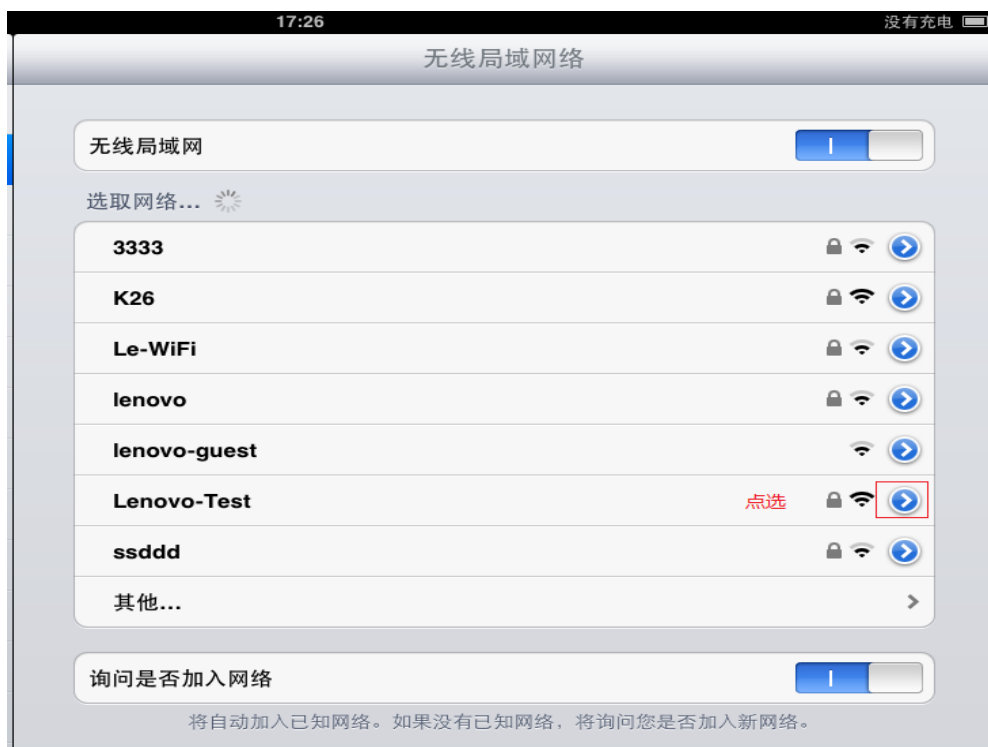 17:26 没有充电
无线局域网络
无线局域网
选取网络...
3333
K26
Le-WiFi
lenovo
lenovo-guest
Lenovo-Test 点选
ssddd
其他...
询问是否加入网络
将自动加入已知网络。如果没有已知网络，将询问您是否加入新网络。